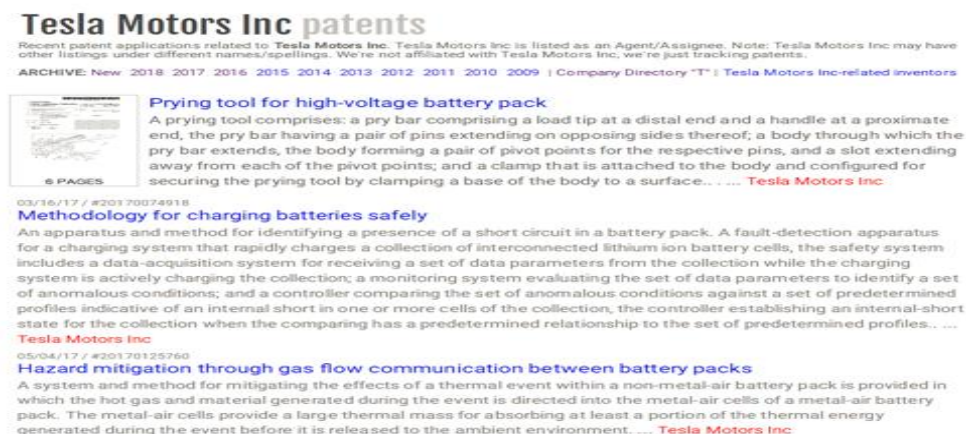 Tesla Motors Inc patents
Recent patent applications related to Tesla Motors Inc. Tesla Motors Inc is listed as an Agent/Assignee. Note: Tesla Motors Inc may have
other listings under different names/spellings. We're not affiliated with Tesla Motors Inc, we're just tracking patents.
ARCHIVE: New 2018 2017 2016 2015 2014 2013 2012 2011 2010 2009 | Company Directory "T" | Tesla Motors Inc-related inventors
Prying tool for high-voltage battery pack
A prying tool comprises: a pry bar comprising a load tip at a distal end and a handle at a proximate
end, the pry bar having a pair of pins extending on opposing sides thereof; a body through which the
pry bar extends, the body forming a pair of pivot points for the respective pins, and a slot extending
away from each of the pivot points; and a clamp that is attached to the body and configured for
6 PAGES securing the prying tool by clamping a base of the body to a surface.. . ... Tesla Motors Inc
03/16/17 / #20170074918
Methodology for charging batteries safely
An apparatus and method for identifying a presence of a short circuit in a battery pack. A fault-detection apparatus
for a charging system that rapidly charges a collection of interconnected lithium ion battery cells, the safety system
includes a data-acquisition system for receiving a set of data parameters from the collection while the charging
system is actively charging the collection; a monitoring system evaluating the set of data parameters to identify a set
of anomalous conditions; and a controller comparing the set of anomalous conditions against a set of predetermined
profiles indicative of an internal short in one or more cells of the collection, the controller establishing an internal-short
state for the collection when the comparing has a predetermined relationship to the set of predetermined profiles.. ...
Tesla Motors Inc
05/04/17 / #20170125760
Hazard mitigation through gas flow communication between battery packs
A system and method for mitigating the effects of a thermal event within a non-metal-air battery pack is provided in
which the hot gas and material generated during the event is directed into the metal-air cells of a metal-air battery
pack. The metal-air cells provide a large thermal mass for absorbing at least a portion of the thermal energy
generated during the event before it is released to the ambient environment. ... Tesla Motors Inc